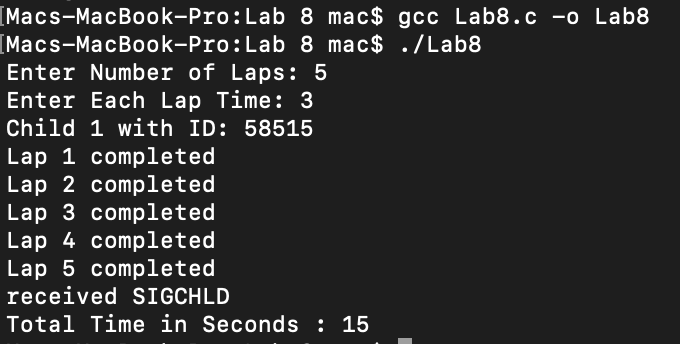 [Macs-MacBook-Pro:Lab 8 mac$ gcc Lab8.c -o Lab8
[Macs-MacBook-Pro:Lab 8 mac$ ./Lab8
Enter Number of Laps: 5
Enter Each Lap Time: 3
Child 1 with ID: 58515
Lap 1 completed
Lap 2 completed
Lap 3 completed
Lap 4 completed
Lap 5 completed
received SIGCHLD
Total Time in Seconds : 15